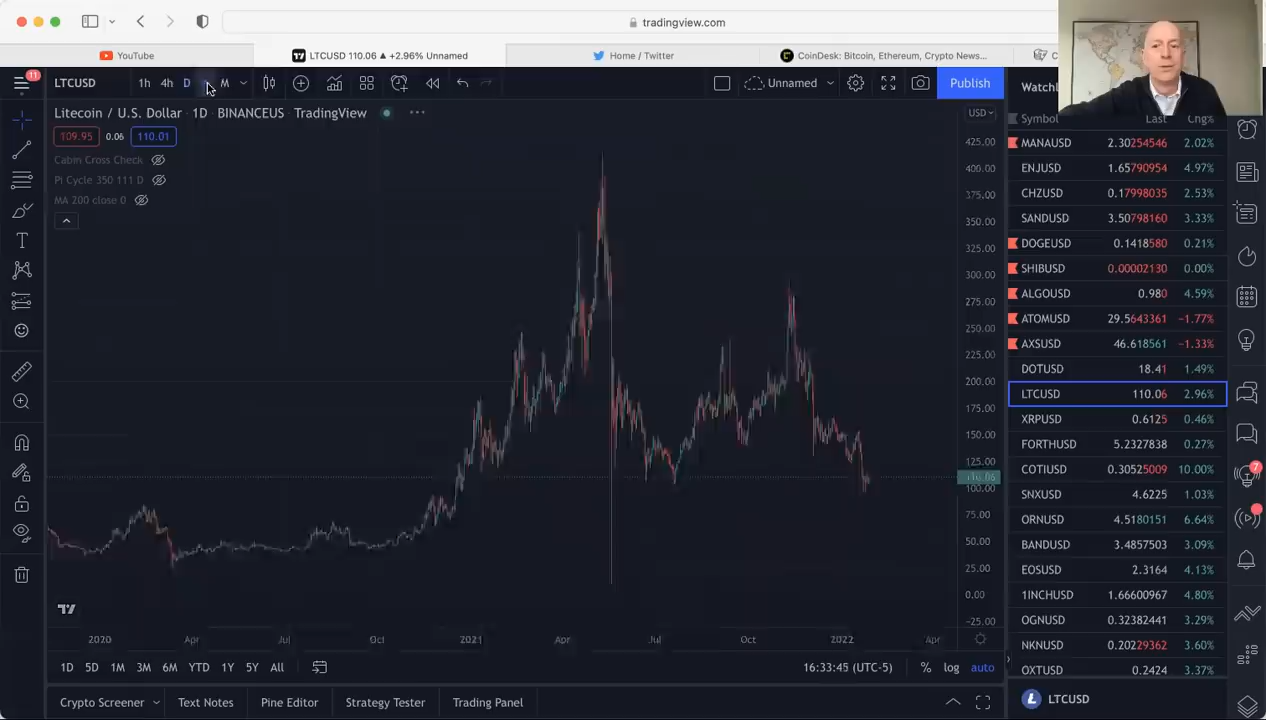 tradingview.com
YouTube
LTCUSD 110.06 ▲ +2.96% Unnamed
Home / Twitter
CoinDesk: Bitcoin, Ethereum, Crypto News...
11
LTCUSD
1h 4h D M
Unnamed
Publish
Litecoin / U.S. Dollar · 1D · BINANCEUS · TradingView
109.95 0.06 110.01
Cabin Cross Check
Pi Cycle 350 111 D
MA 200 close 0
USD
425.00
400.00
375.00
350.00
325.00
300.00
275.00
250.00
225.00
200.00
175.00
150.00
125.00
110.06
100.00
75.00
50.00
25.00
0.00
−25.00
2020 Apr Jul Oct 2021 Apr Jul Oct 2022 Apr
1D 5D 1M 3M 6M YTD 1Y 5Y All
16:33:45 (UTC-5) % log auto
Crypto Screener Text Notes Pine Editor Strategy Tester Trading Panel
Symbol Last Chg%
MANAUSD 2.30254546 2.02%
ENJUSD 1.65790954 4.97%
CHZUSD 0.17998035 2.53%
SANDUSD 3.50798160 3.33%
DOGEUSD 0.1418580 0.21%
SHIBUSD 0.00002130 0.00%
ALGOUSD 0.980 4.59%
ATOMUSD 29.5643361 −1.77%
AXSUSD 46.618561 −1.33%
DOTUSD 18.41 1.49%
LTCUSD 110.06 2.96%
XRPUSD 0.6125 0.46%
FORTHUSD 5.2327838 0.27%
COTIUSD 0.30525009 10.00%
SNXUSD 4.6225 1.03%
ORNUSD 4.5180151 6.64%
BANDUSD 3.4857503 3.09%
EOSUSD 2.3164 4.13%
1INCHUSD 1.66600967 4.80%
OGNUSD 0.32382441 3.29%
NKNUSD 0.20229362 3.60%
OXTUSD 0.2424 3.37%
LTCUSD
7